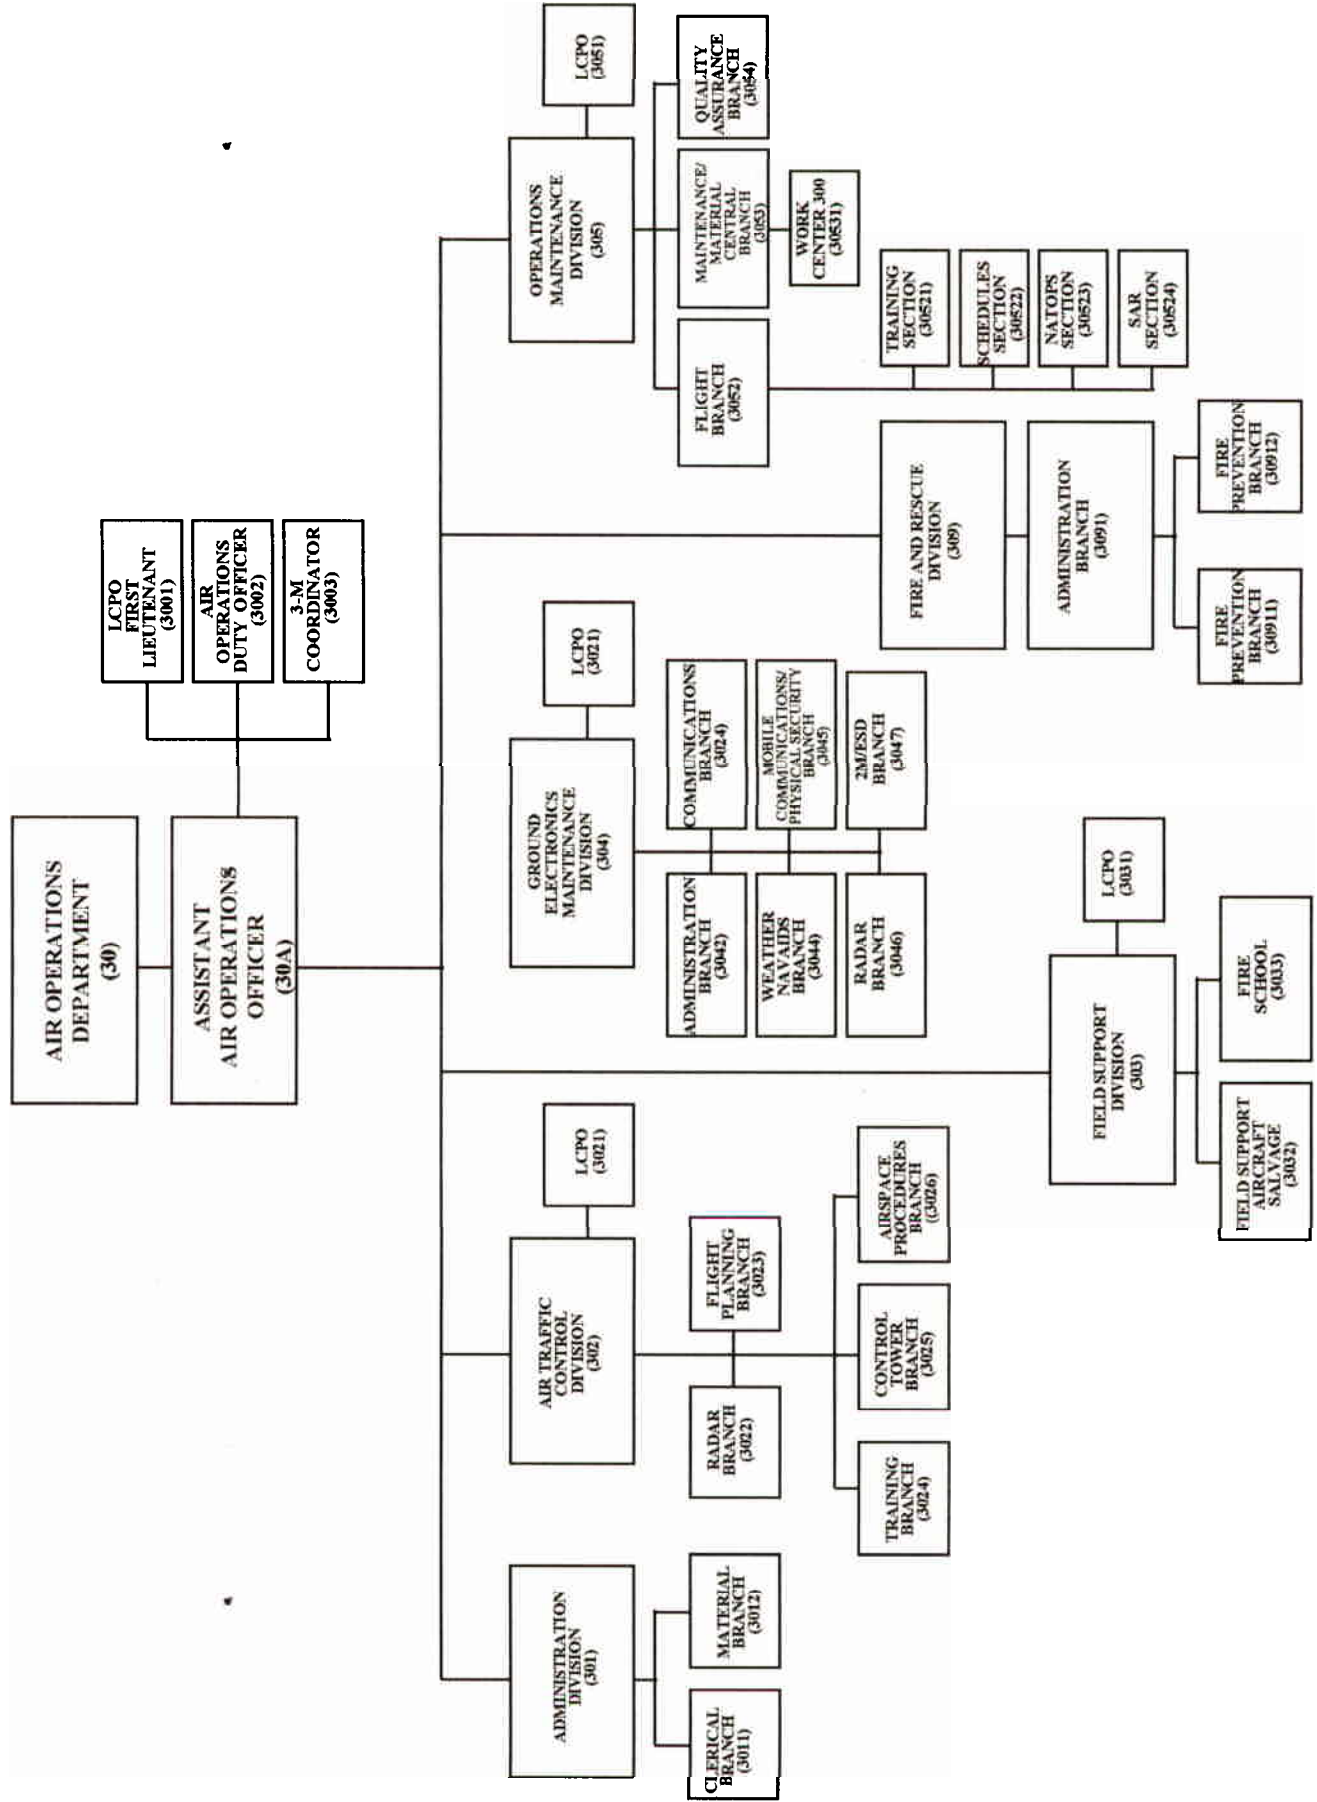 AIR OPERATIONS
DEPARTMENT
(30)
ASSISTANT
AIR OPERATIONS
OFFICER
(30A)
LCPO
FIRST
LIEUTENANT
(3001)
AIR
OPERATIONS
DUTY OFFICER
(3002)
3-M
COORDINATOR
(3003)
ADMINISTRATION
DIVISION
(301)
CLERICAL
BRANCH
(3011)
MATERIAL
BRANCH
(3012)
AIR TRAFFIC
CONTROL
DIVISION
(302)
LCPO
(3021)
RADAR
BRANCH
(3022)
FLIGHT
PLANNING
BRANCH
(3023)
TRAINING
BRANCH
(3024)
CONTROL
TOWER
BRANCH
(3025)
AIRSPACE
PROCEDURES
BRANCH
((3026)
FIELD SUPPORT
DIVISION
(303)
LCPO
(3031)
FIELD SUPPORT
AIRCRAFT
SALVAGE
(3032)
FIRE
SCHOOL
(3033)
GROUND
ELECTRONICS
MAINTENANCE
DIVISION
(304)
LCPO
(3021)
ADMINISTRATION
BRANCH
(3042)
COMMUNICATIONS
BRANCH
(3024)
WEATHER
NAVAIDS
BRANCH
(3044)
MOBILE
COMMUNICATIONS/
PHYSICAL SECURITY
BRANCH
(3045)
RADAR
BRANCH
(3046)
2M/ESD
BRANCH
(3047)
FIRE AND RESCUE
DIVISION
(309)
ADMINISTRATION
BRANCH
(3091)
FIRE
PREVENTION
BRANCH
(30911)
FIRE
PREVENTION
BRANCH
(30912)
OPERATIONS
MAINTENANCE
DIVISION
(305)
LCPO
(3051)
FLIGHT
BRANCH
(3052)
MAINTENANCE/
MATERIAL
CENTRAL
BRANCH
(3053)
QUALITY
ASSURANCE
BRANCH
(3054)
WORK
CENTER 300
(30531)
TRAINING
SECTION
(30521)
SCHEDULES
SECTION
(30522)
NATOPS
SECTION
(30523)
SAR
SECTION
(30524)